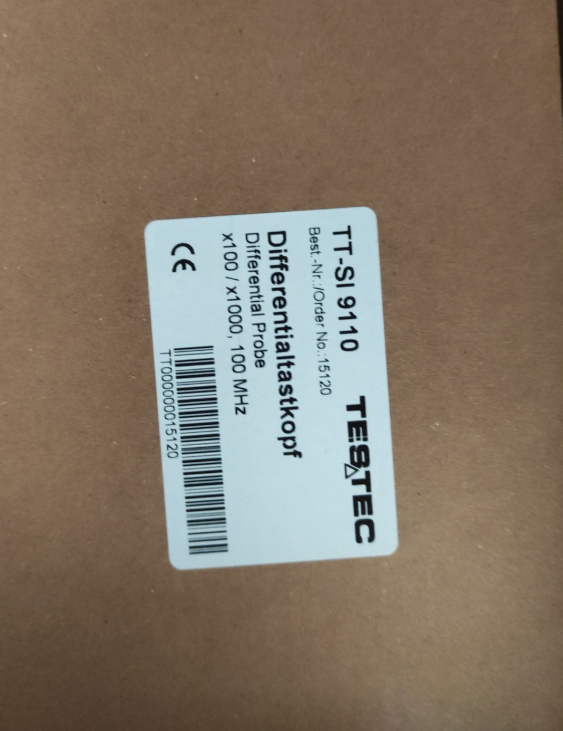 TT-SI 9110
TESTEC
Best.-Nr.:/Order No.:15120
Differentialtastkopf
Differential Probe
x100 / x1000, 100 MHz
CE
TT000000015120